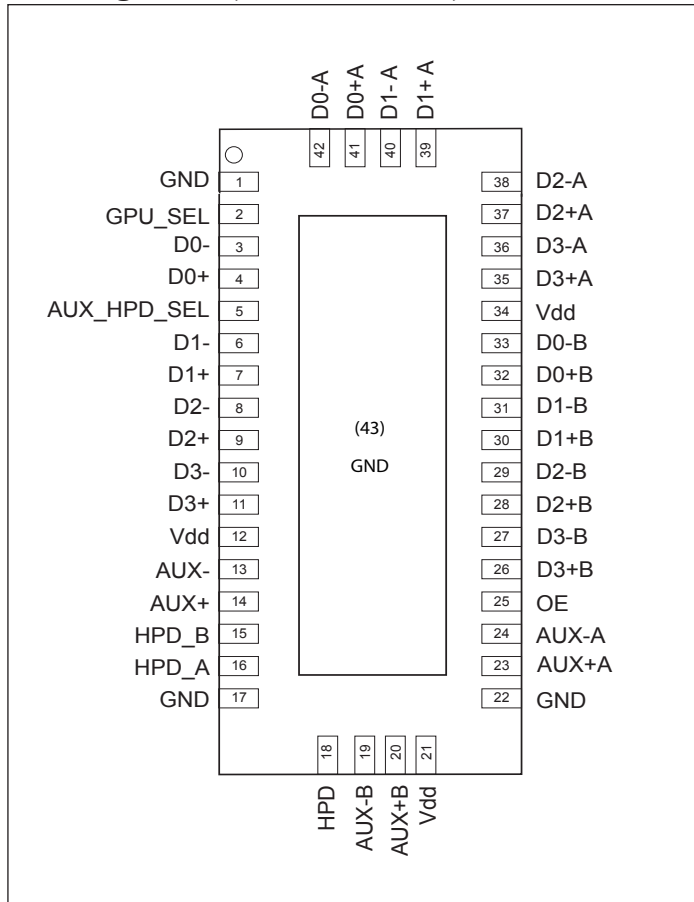 D0-A
D0+A
D1- A
D1+ A
42
41
40
39
GND 1
GPU_SEL 2
D0- 3
D0+ 4
AUX_HPD_SEL 5
D1- 6
D1+ 7
D2- 8
D2+ 9
D3- 10
D3+ 11
Vdd 12
AUX- 13
AUX+ 14
HPD_B 15
HPD_A 16
GND 17
(43)
GND
38 D2-A
37 D2+A
36 D3-A
35 D3+A
34 Vdd
33 D0-B
32 D0+B
31 D1-B
30 D1+B
29 D2-B
28 D2+B
27 D3-B
26 D3+B
25 OE
24 AUX-A
23 AUX+A
22 GND
18
19
20
21
HPD
AUX-B
AUX+B
Vdd